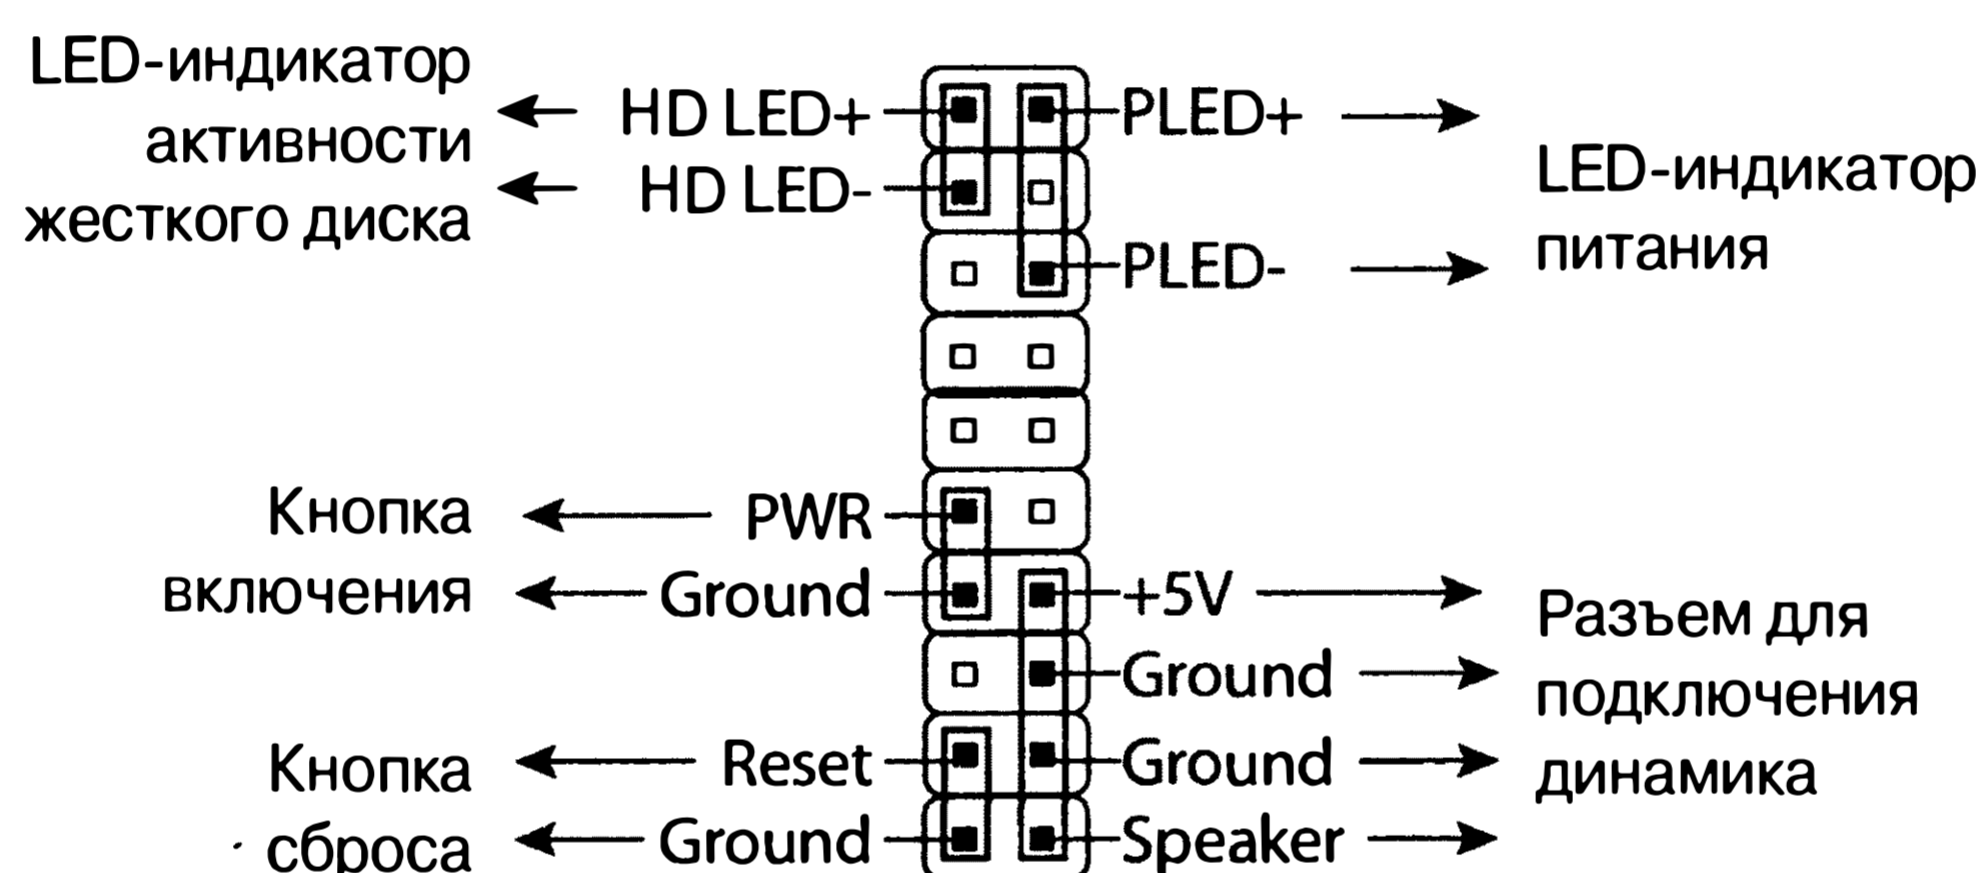 LED-индикатор
активности
жесткого диска
HD LED+
HD LED-
PLED+
PLED-
LED-индикатор
питания
Кнопка
включения
PWR
Ground
+5V
Ground
Ground
Speaker
Разъем для
подключения
динамика
Кнопка
сброса
Reset
Ground